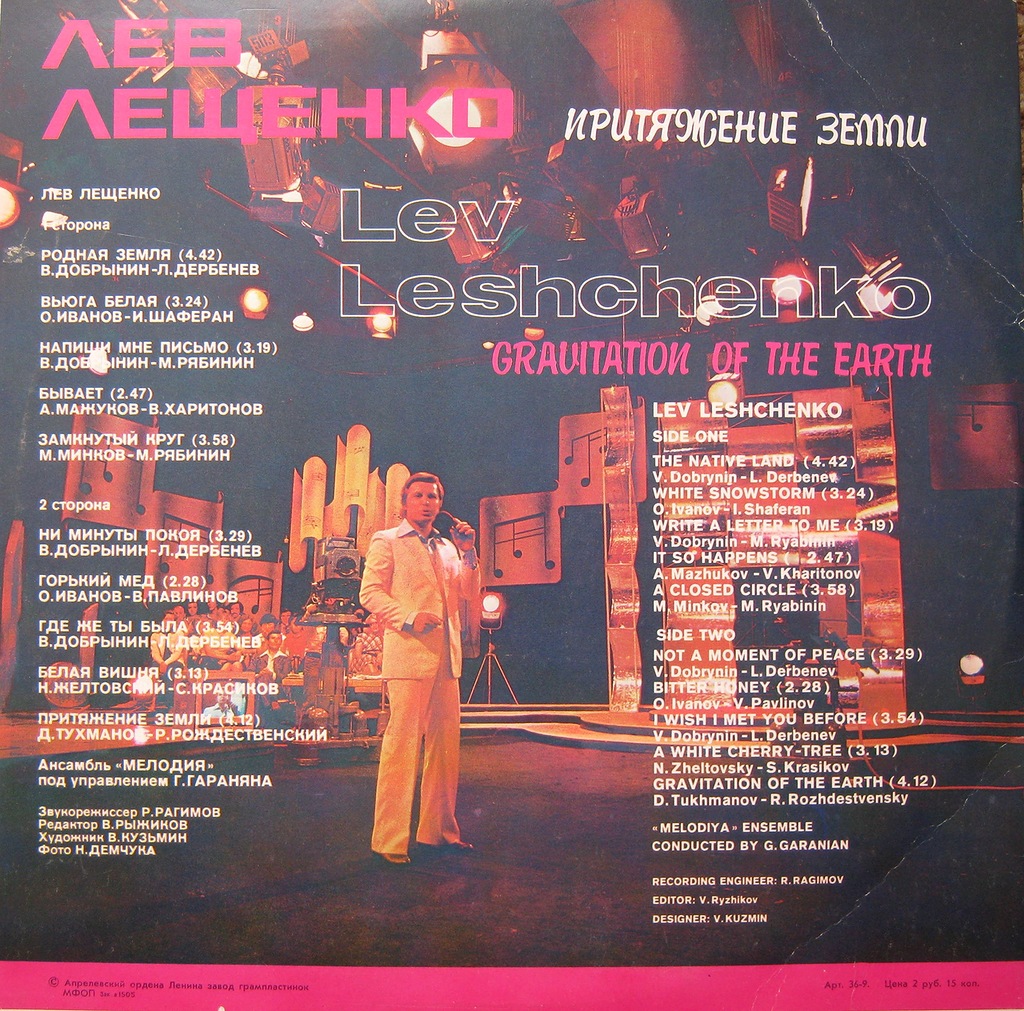 ЛЕВ
ЛЕЩЕНКО
ПРИТЯЖЕНИЕ ЗЕМЛИ
Lev
Leshchenko
GRAVITATION OF THE EARTH
ЛЕВ ЛЕЩЕНКО
1 сторона
РОДНАЯ ЗЕМЛЯ (4.42)
В.ДОБРЫНИН-Л.ДЕРБЕНЕВ
ВЬЮГА БЕЛАЯ (3.24)
О.ИВАНОВ-И.ШАФЕРАН
НАПИШИ МНЕ ПИСЬМО (3.19)
В.ДОБРЫНИН-М.РЯБИНИН
БЫВАЕТ (2.47)
А.МАЖУКОВ-В.ХАРИТОНОВ
ЗАМКНУТЫЙ КРУГ (3.58)
М.МИНКОВ-М.РЯБИНИН
2 сторона
НИ МИНУТЫ ПОКОЯ (3.29)
В.ДОБРЫНИН-Л.ДЕРБЕНЕВ
ГОРЬКИЙ МЕД (2.28)
О.ИВАНОВ-В.ПАВЛИНОВ
ГДЕ ЖЕ ТЫ БЫЛА (3.54)
В.ДОБРЫНИН-Л.ДЕРБЕНЕВ
БЕЛАЯ ВИШНЯ (3.13)
Н.ЖЕЛТОВСКИЙ-С.КРАСИКОВ
ПРИТЯЖЕНИЕ ЗЕМЛИ (4.12)
Д.ТУХМАНОВ-Р.РОЖДЕСТВЕНСКИЙ
Ансамбль «МЕЛОДИЯ»
под управлением Г.ГАРАНЯНА
Звукорежиссер Р.РАГИМОВ
Редактор В.РЫЖИКОВ
Художник В.КУЗЬМИН
Фото Н.ДЕМЧУКА
LEV LESHCHENKO
SIDE ONE
THE NATIVE LAND (4.42)
V. Dobrynin - L. Derbenev
WHITE SNOWSTORM (3.24)
O. Ivanov - I. Shaferan
WRITE A LETTER TO ME (3.19)
V. Dobrynin - M. Ryabinin
IT SO HAPPENS ( 2.47)
A. Mazhukov - V. Kharitonov
A CLOSED CIRCLE (3.58)
M. Minkov - M. Ryabinin
SIDE TWO
NOT A MOMENT OF PEACE (3.29)
V. Dobrynin - L. Derbenev
BITTER HONEY (2.28)
O. Ivanov - V. Pavlinov
I WISH I MET YOU BEFORE (3.54)
V. Dobrynin - L. Derbenev
A WHITE CHERRY-TREE (3.13)
N. Zheltovsky - S. Krasikov
GRAVITATION OF THE EARTH (4.12)
D. Tukhmanov - R. Rozhdestvensky
«MELODIYA» ENSEMBLE
CONDUCTED BY G. GARANIAN
RECORDING ENGINEER: R. RAGIMOV
EDITOR: V. Ryzhikov
DESIGNER: V. KUZMIN
© Апрелевский ордена Ленина завод грампластинок
МФОП
Арт. 36-9. Цена 2 руб. 15 коп.